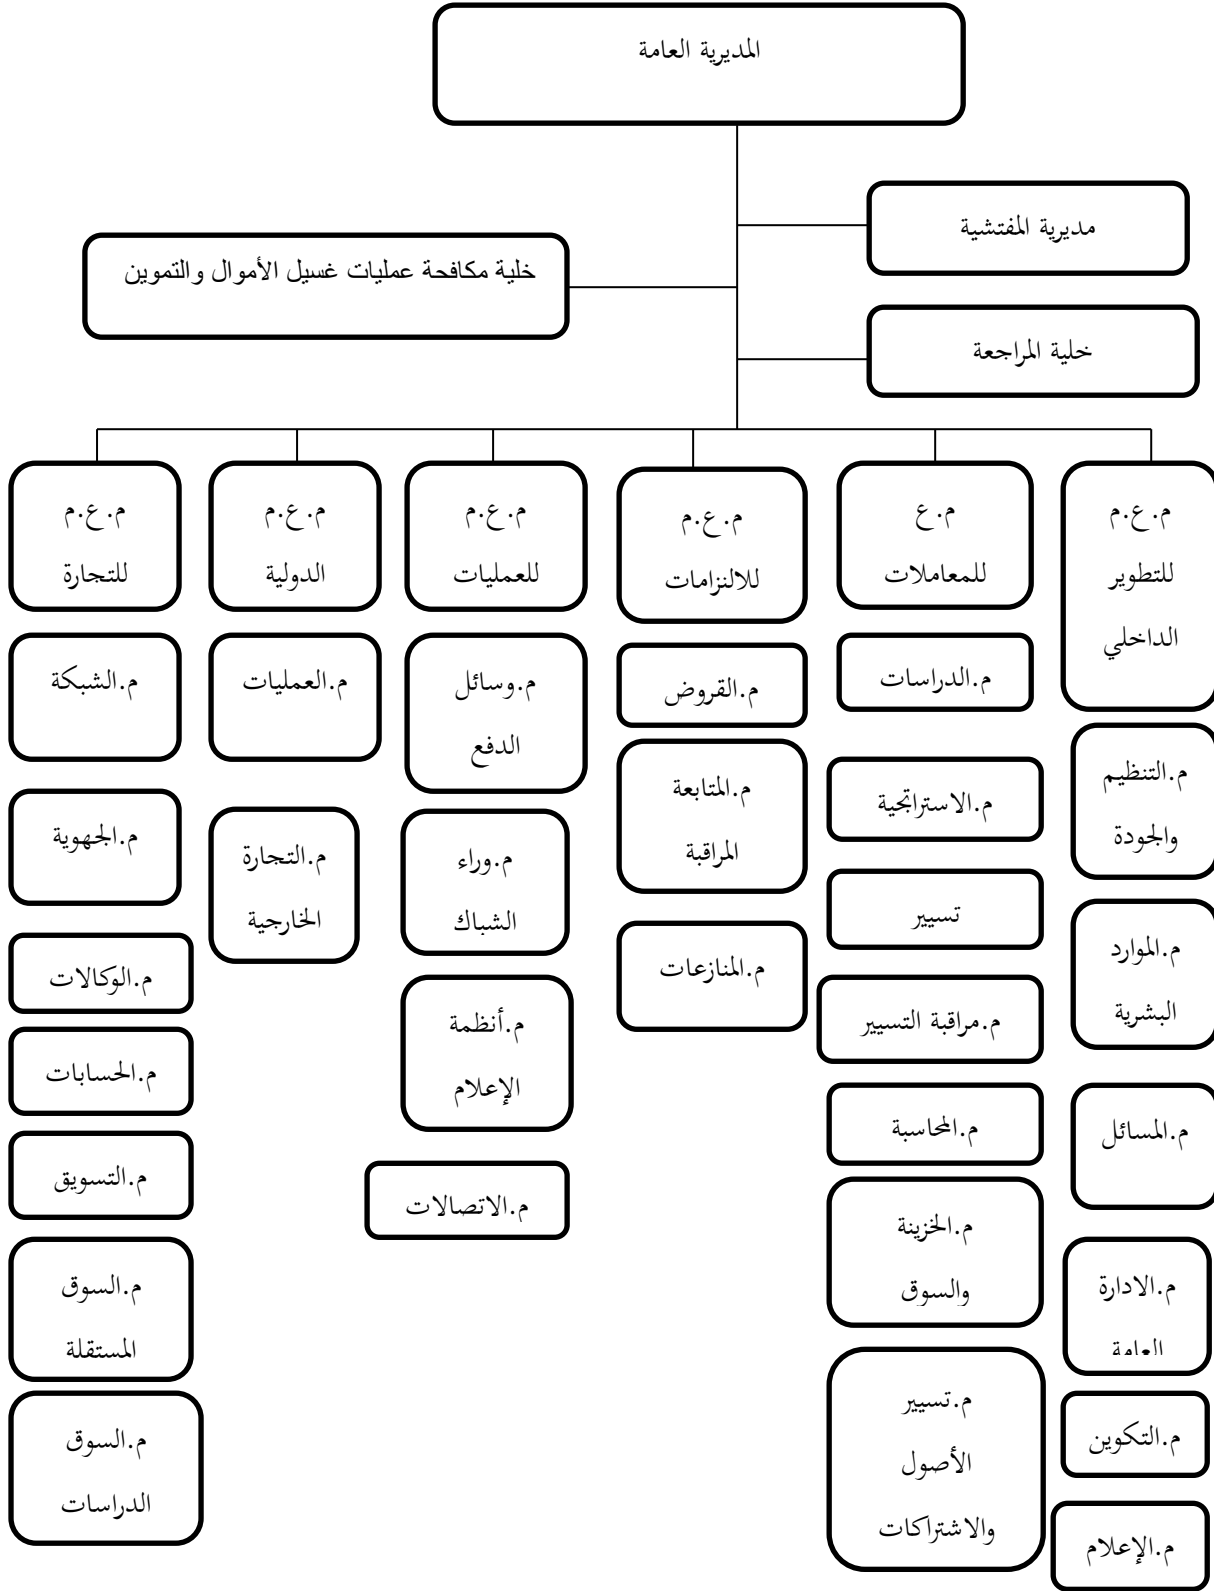 المديرية العامة
مديرية المفتشية
خلية مكافحة عمليات غسيل الأموال والتموين
خلية المراجعة
م.ع.م
للتطوير
الداخلي
م.التنظيم
والجودة
م.الموارد
البشرية
م.المسائل
م.الادارة
العامة
م.التكوين
م.الإعلام
م.ع
للمعاملات
م.الدراسات
م.الاستراتجية
تسيير
م.مراقبة التسيير
م.المحاسبة
م.الخزينة
والسوق
م.تسيير
الأصول
والاشتراكات
م.ع.م
للالنزامات
م.القروض
م.المتابعة
المراقبة
م.المنازعات
م.ع.م
للعمليات
م.وسائل
الدفع
م.وراء
الشباك
م.أنظمة
الإعلام
م.الاتصالات
م.ع.م
الدولية
م.العمليات
م.التجارة
الخارجية
م.ع.م
للتجارة
م.الشبكة
م.الجهوية
م.الوكالات
م.الحسابات
م.التسويق
م.السوق
المستقلة
م.السوق
الدراسات